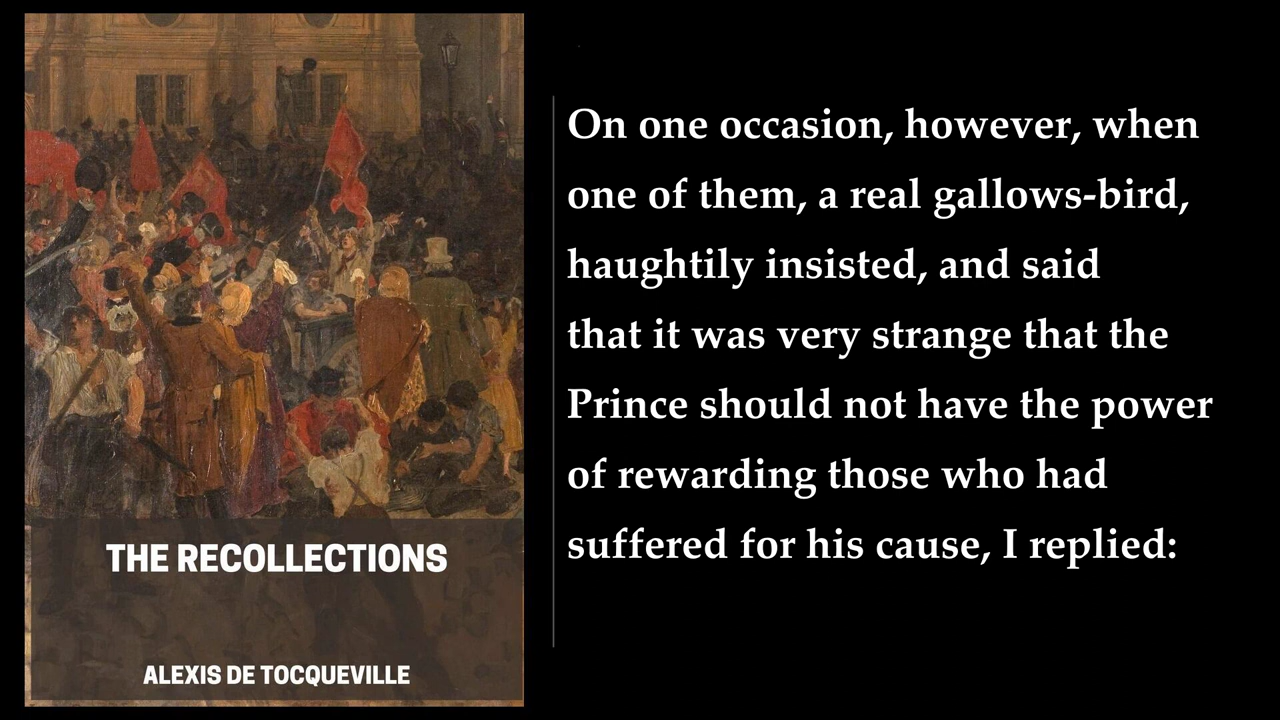 THE RECOLLECTIONS
ALEXIS DE TOCQUEVILLE
On one occasion, however, when
one of them, a real gallows-bird,
haughtily insisted, and said
that it was very strange that the
Prince should not have the power
of rewarding those who had
suffered for his cause, I replied: